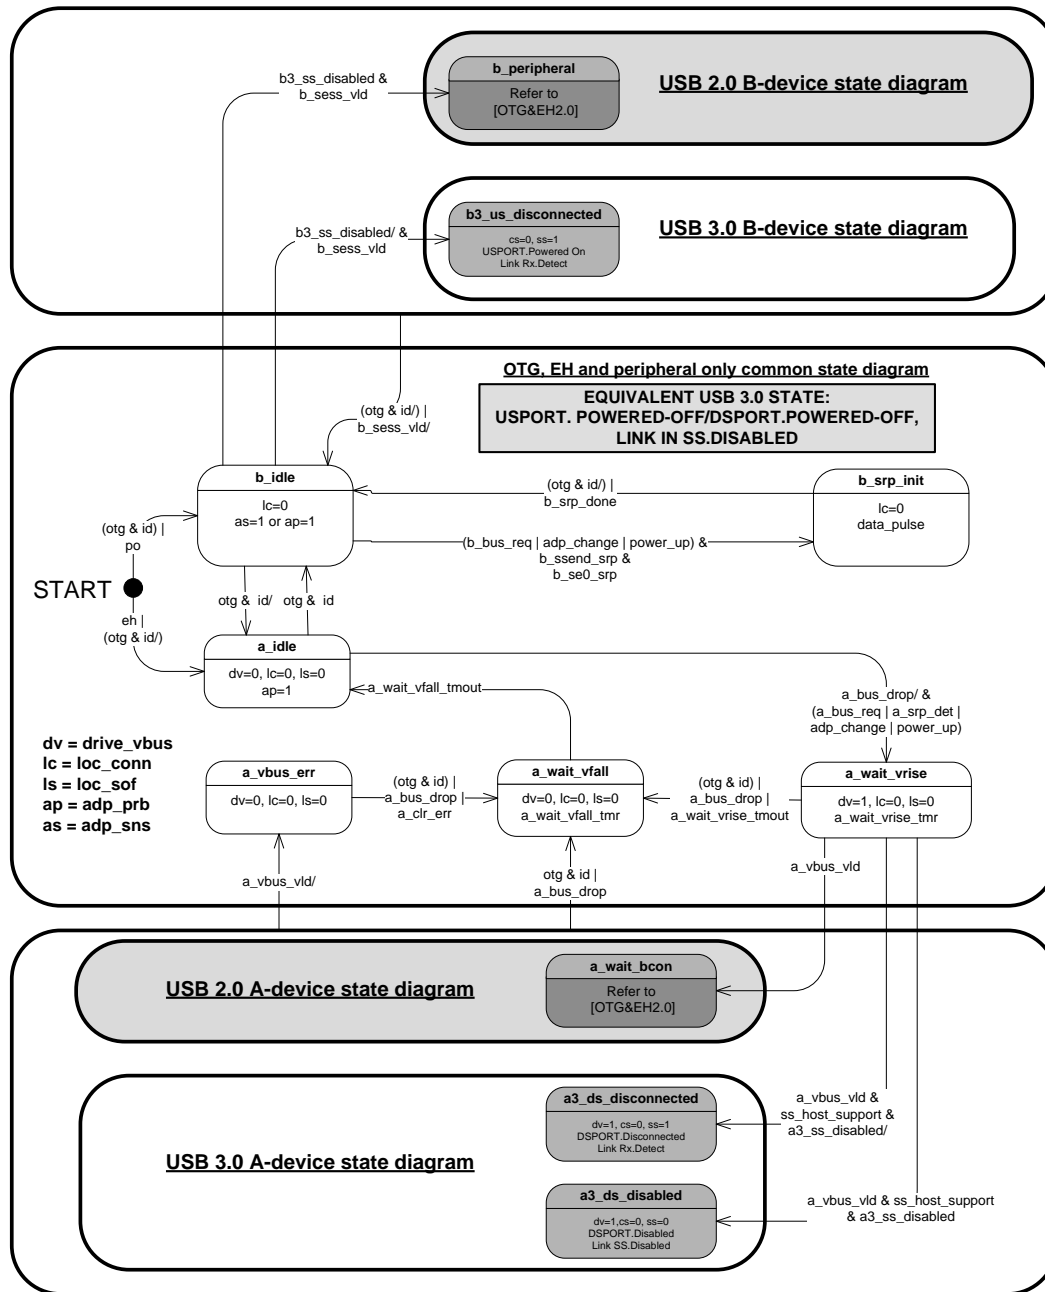 b_peripheral
Refer to
[OTG&EH2.0]
USB 2.0 B-device state diagram
b3_ss_disabled &
b_sess_vld
b3_us_disconnected
cs=0, ss=1
USPORT.Powered On
Link Rx.Detect
USB 3.0 B-device state diagram
b3_ss_disabled/ &
b_sess_vld
OTG, EH and peripheral only common state diagram
EQUIVALENT USB 3.0 STATE:
USPORT. POWERED-OFF/DSPORT.POWERED-OFF,
LINK IN SS.DISABLED
(otg & id/) |
b_sess_vld/
b_idle
lc=0
as=1 or ap=1
(otg & id/) |
b_srp_done
b_srp_init
lc=0
data_pulse
(otg & id) |
po
(b_bus_req | adp_change | power_up) &
b_ssend_srp &
b_se0_srp
START
otg & id/
otg & id
eh |
(otg & id/)
a_idle
dv=0, lc=0, ls=0
ap=1
a_wait_vfall_tmout
a_bus_drop/ &
(a_bus_req | a_srp_det |
adp_change | power_up)
dv = drive_vbus
lc = loc_conn
ls = loc_sof
ap = adp_prb
as = adp_sns
a_vbus_err
dv=0, lc=0, ls=0
(otg & id) |
a_bus_drop |
a_clr_err
a_wait_vfall
dv=0, lc=0, ls=0
a_wait_vfall_tmr
(otg & id) |
a_bus_drop |
a_wait_vrise_tmout
a_wait_vrise
dv=1, lc=0, ls=0
a_wait_vrise_tmr
a_vbus_vld/
otg & id |
a_bus_drop
a_vbus_vld
USB 2.0 A-device state diagram
a_wait_bcon
Refer to
[OTG&EH2.0]
USB 3.0 A-device state diagram
a3_ds_disconnected
dv=1, cs=0, ss=1
DSPORT.Disconnected
Link Rx.Detect
a_vbus_vld &
ss_host_support &
a3_ss_disabled/
a3_ds_disabled
dv=1,cs=0, ss=0
DSPORT.Disabled
Link SS.Disabled
a_vbus_vld & ss_host_support
& a3_ss_disabled